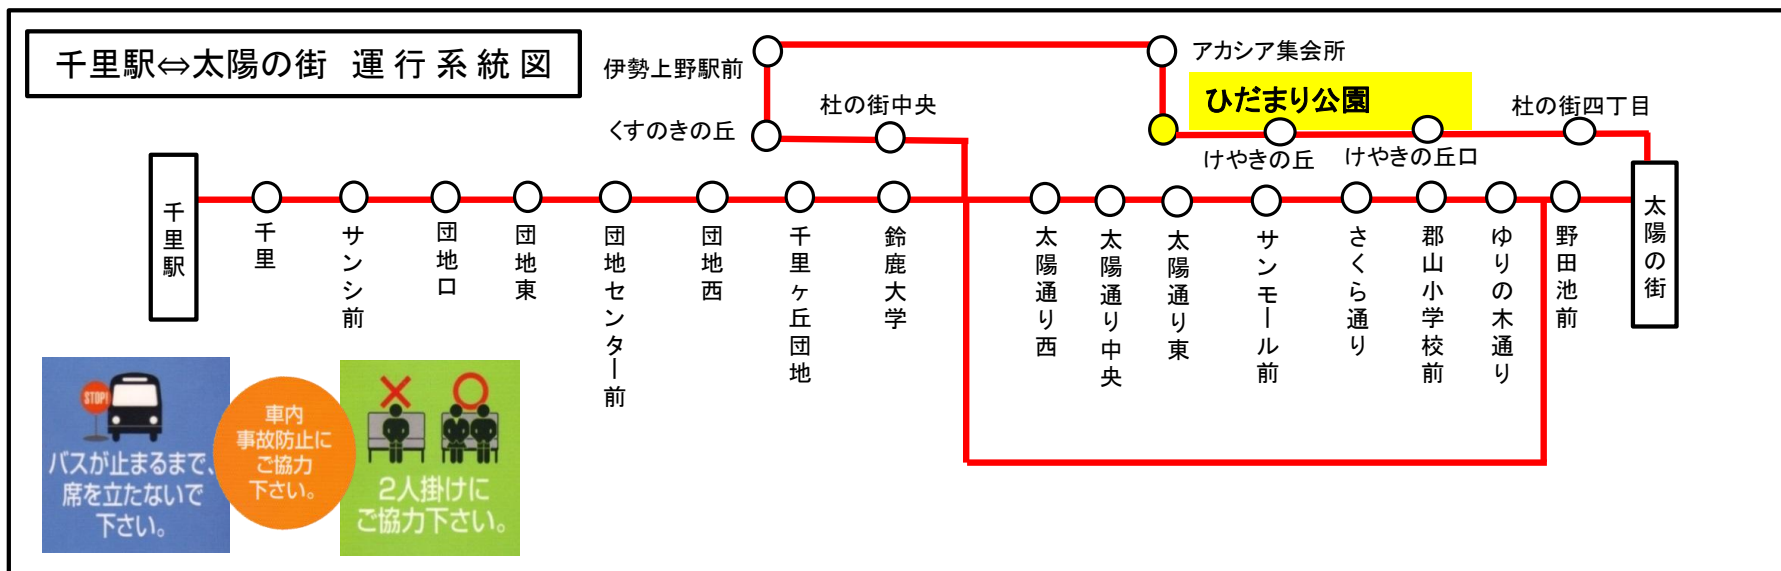 千里駅⇔太陽の街 運行系統図
伊勢上野駅前
アカシア集会所
ひだまり公園
杜の街中央
杜の街四丁目
くすのきの丘
けやきの丘
けやきの丘口
千里駅
千里
サンシ前
団地口
団地東
団地センター前
団地西
千里ヶ丘団地
鈴鹿大学
太陽通り西
太陽通り中央
太陽通り東
サンモール前
さくら通り
郡山小学校前
ゆりの木通り
野田池前
太陽の街
STOP!
バスが止まるまで、
席を立たないで
下さい。
車内
事故防止に
ご協力
下さい。
2人掛けに
ご協力下さい。